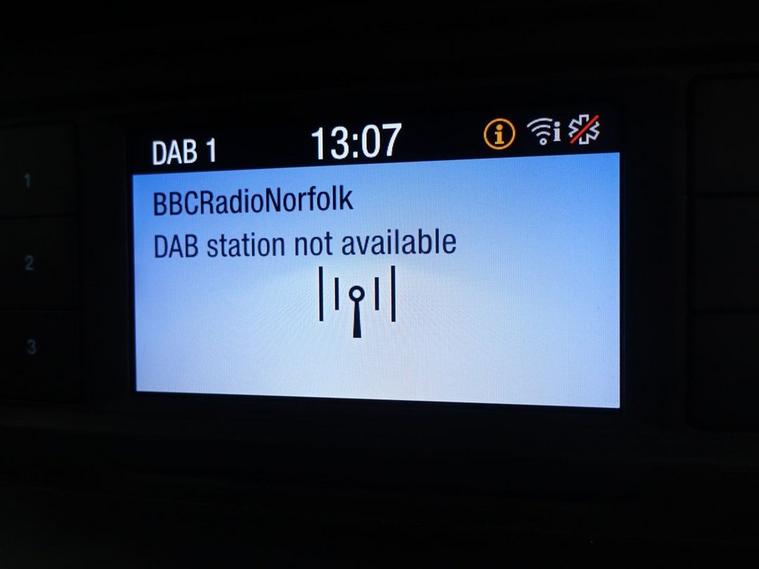 DAB 1 13:07 i i
BBCRadioNorfolk
DAB station not available
1
2
3